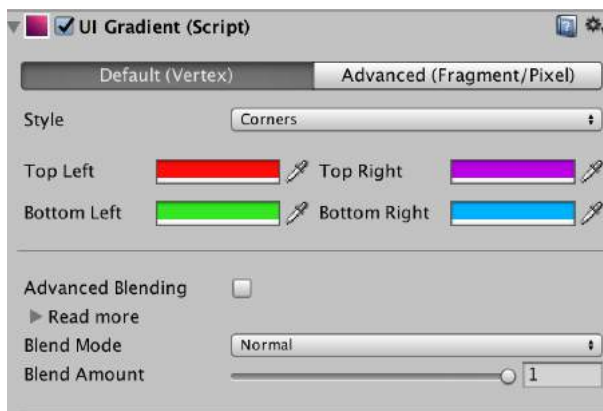 UI Gradient (Script)
Default (Vertex) Advanced (Fragment/Pixel)
Style Corners
Top Left Top Right
Bottom Left Bottom Right
Advanced Blending
Read more
Blend Mode Normal
Blend Amount 1